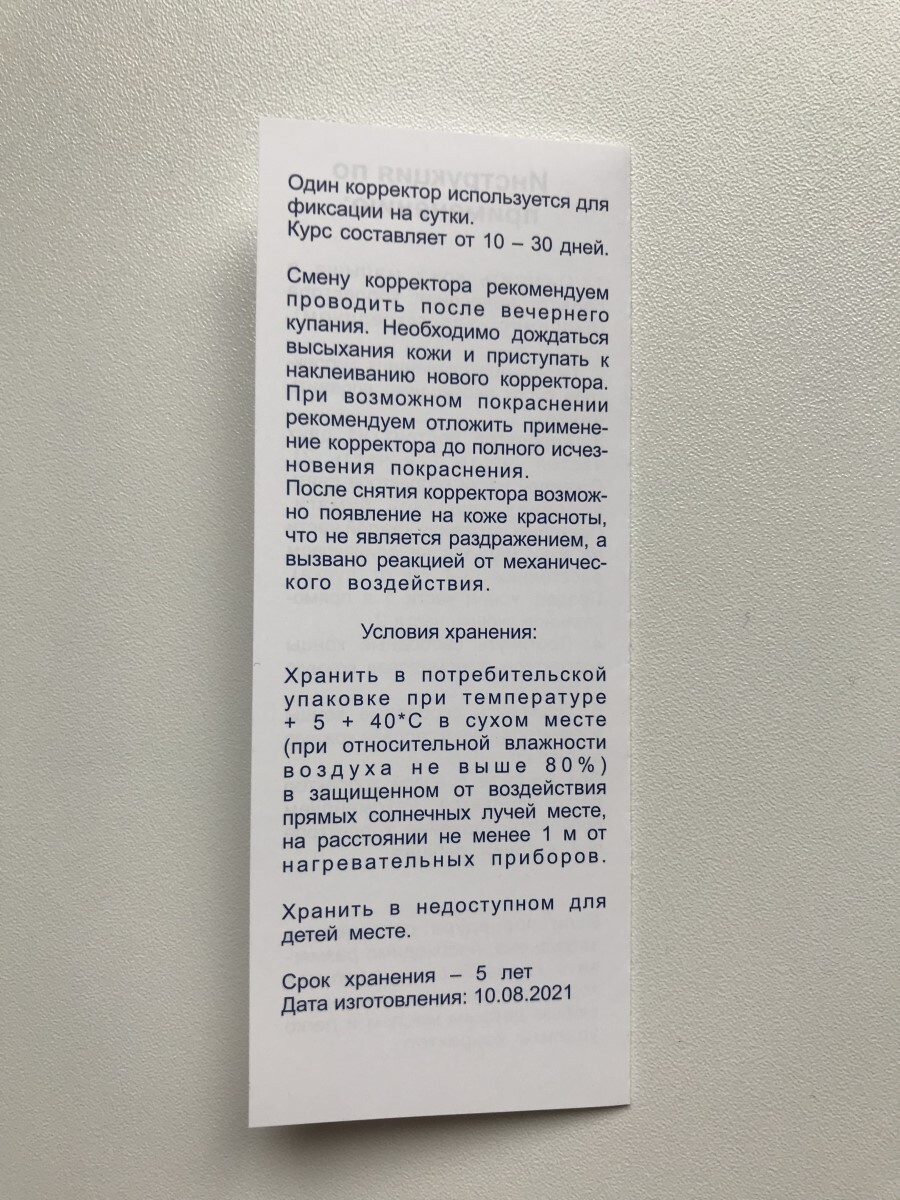 Один корректор используется для
фиксации на сутки.
Курс составляет от 10 – 30 дней.
Смену корректора рекомендуем
проводить после вечернего
купания. Необходимо дождаться
высыхания кожи и приступать к
наклеиванию нового корректора.
При возможном покраснении
рекомендуем отложить примене-
ние корректора до полного исчез-
новения покраснения.
После снятия корректора возмож-
но появление на коже красноты,
что не является раздражением, а
вызвано реакцией от механичес-
кого воздействия.
Условия хранения:
Хранить в потребительской
упаковке при температуре
+ 5 + 40*С в сухом месте
(при относительной влажности
воздуха не выше 80%)
в защищенном от воздействия
прямых солнечных лучей месте,
на расстоянии не менее 1 м от
нагревательных приборов.
Хранить в недоступном для
детей месте.
Срок хранения – 5 лет
Дата изготовления: 10.08.2021